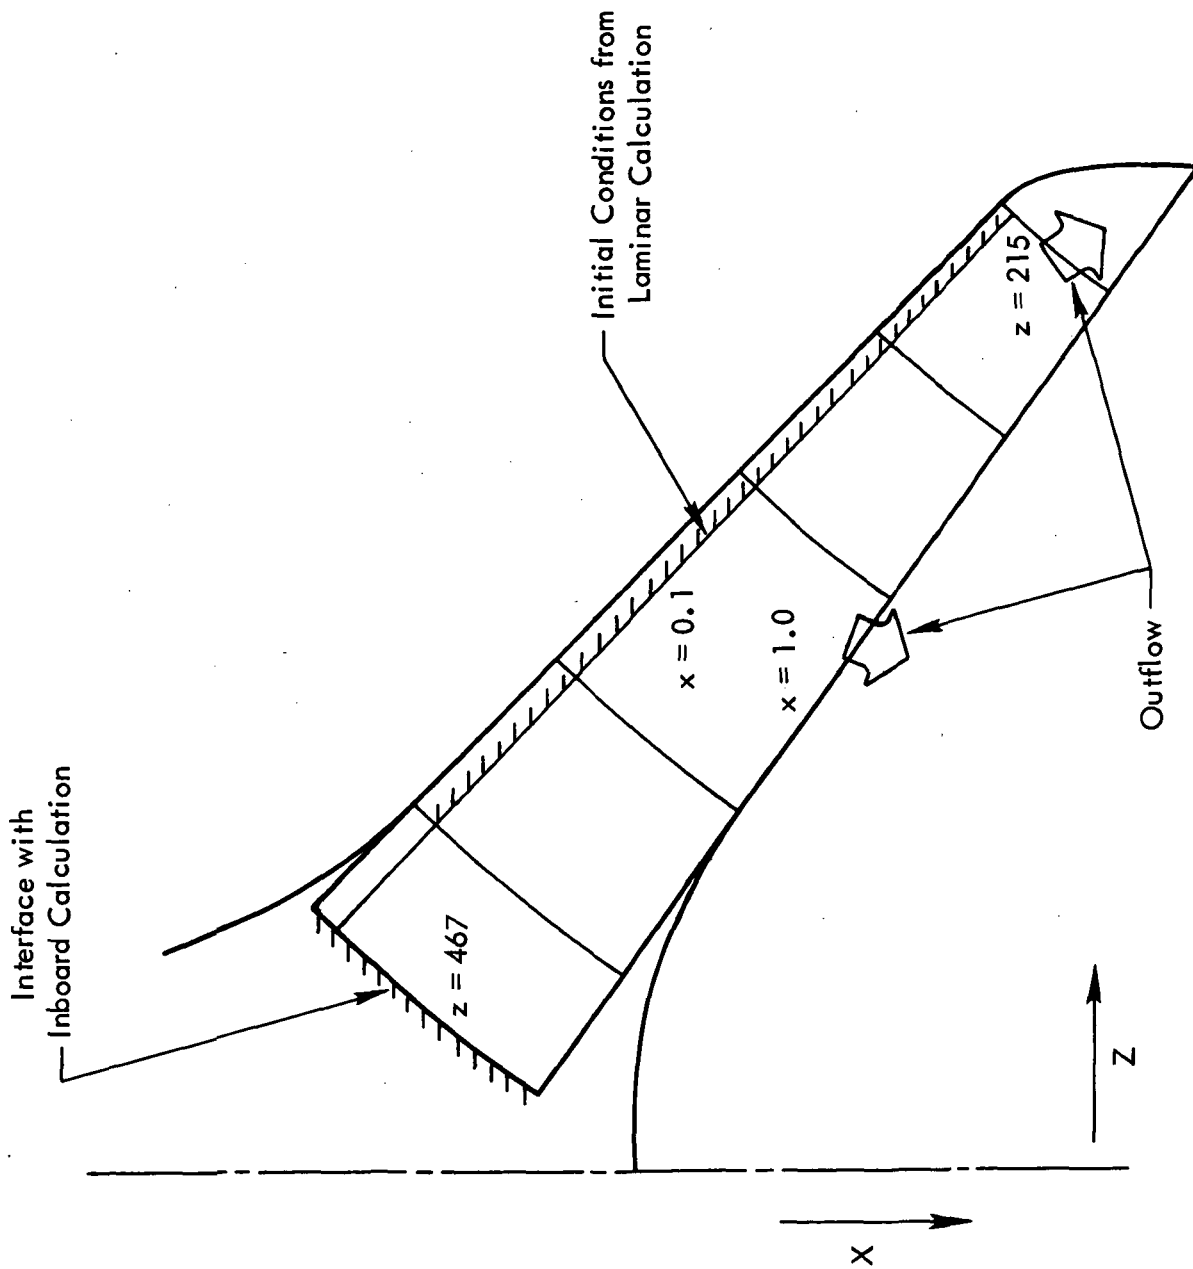 Interface with
Inboard Calculation
Initial Conditions from
Laminar Calculation
z = 467
x = 0.1
x = 1.0
z = 215
Outflow
X
Z